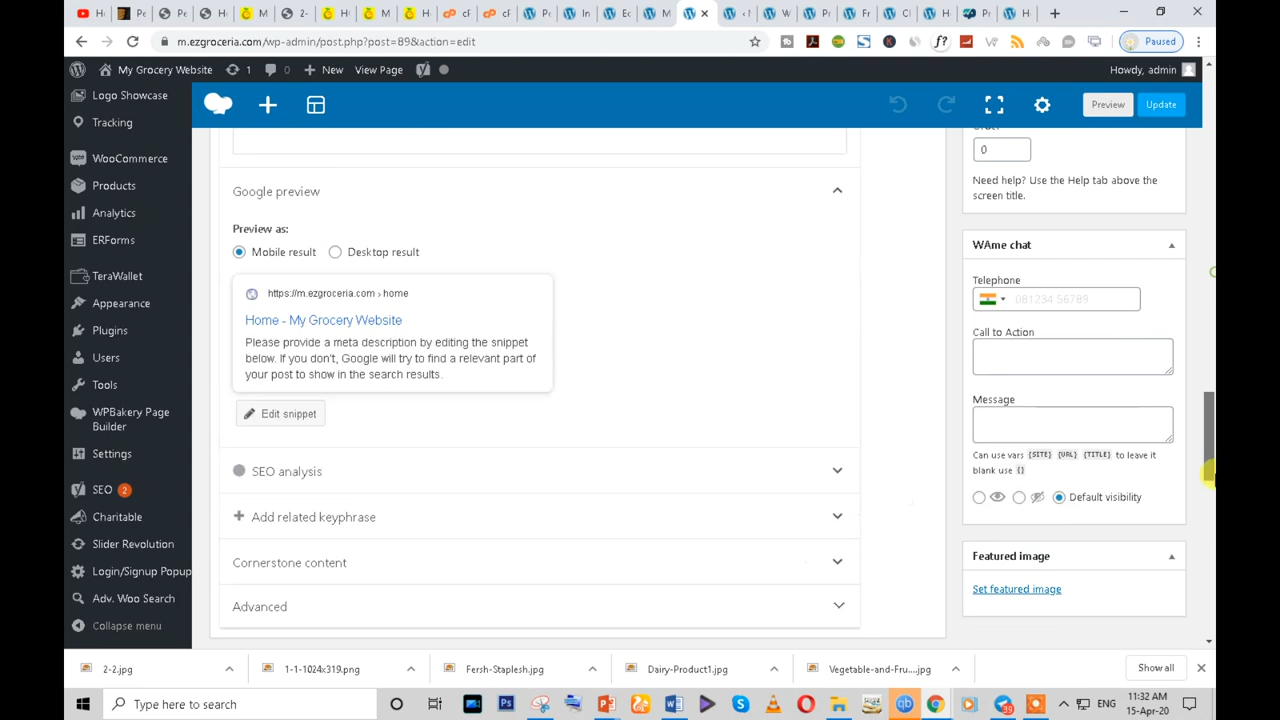 m.ezgroceria.com/wp-admin/post.php?post=89&action=edit
Paused
My Grocery Website
1
0
New
View Page
Howdy, admin
Logo Showcase
Tracking
WooCommerce
Products
Analytics
ERForms
TeraWallet
Appearance
Plugins
Users
Tools
WPBakery Page
Builder
Settings
SEO 2
Charitable
Slider Revolution
Login/Signup Popup
Adv. Woo Search
Collapse menu
Preview
Update
Google preview
Preview as:
Mobile result
Desktop result
https://m.ezgroceria.com › home
Home - My Grocery Website
Please provide a meta description by editing the snippet
below. If you don't, Google will try to find a relevant part of
your post to show in the search results.
Edit snippet
SEO analysis
Add related keyphrase
Cornerstone content
Advanced
0
Need help? Use the Help tab above the
screen title.
WAme chat
Telephone
081234 56789
Call to Action
Message
Can use vars {SITE} {URL} {TITLE} to leave it
blank use {}
Default visibility
Featured image
Set featured image
2-2.jpg
1-1-1024x319.png
Fersh-Staplesh.jpg
Dairy-Product1.jpg
Vegetable-and-Fru....jpg
Show all
Type here to search
ENG
11:32 AM
15-Apr-20